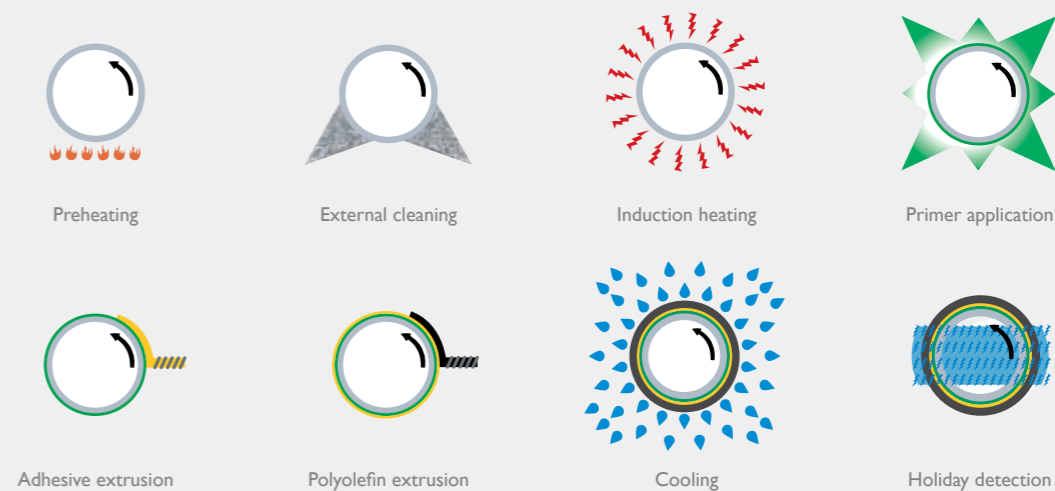 Preheating
External cleaning
Induction heating
Primer application
Adhesive extrusion
Polyolefin extrusion
Cooling
Holiday detection